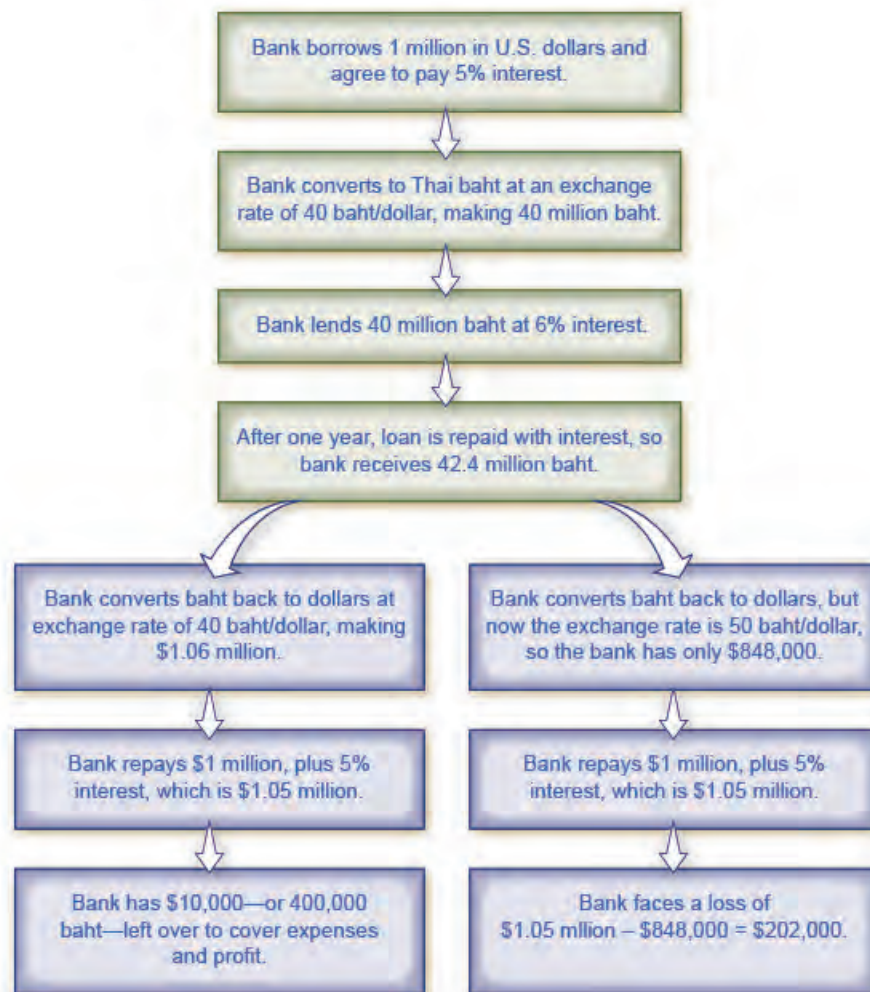 Bank borrows 1 million in U.S. dollars and
agree to pay 5% interest.
Bank converts to Thai baht at an exchange
rate of 40 baht/dollar, making 40 million baht.
Bank lends 40 million baht at 6% interest.
After one year, loan is repaid with interest, so
bank receives 42.4 million baht.
Bank converts baht back to dollars at
exchange rate of 40 baht/dollar, making
$1.06 million.
Bank repays $1 million, plus 5%
interest, which is $1.05 million.
Bank has $10,000—or 400,000
baht—left over to cover expenses
and profit.
Bank converts baht back to dollars, but
now the exchange rate is 50 baht/dollar,
so the bank has only $848,000.
Bank repays $1 million, plus 5%
interest, which is $1.05 million.
Bank faces a loss of
$1.05 mllion – $848,000 = $202,000.